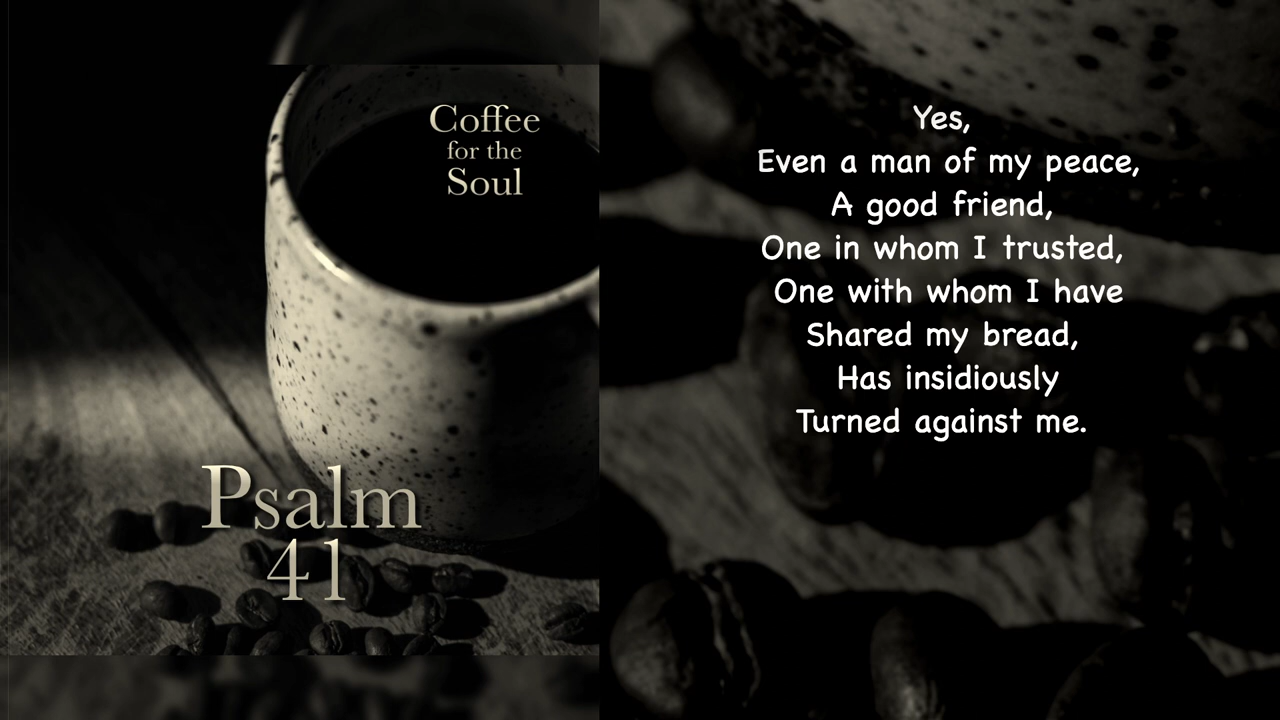 Coffee
for the
Soul
Psalm
41
Yes,
Even a man of my peace,
A good friend,
One in whom I trusted,
One with whom I have
Shared my bread,
Has insidiously
Turned against me.